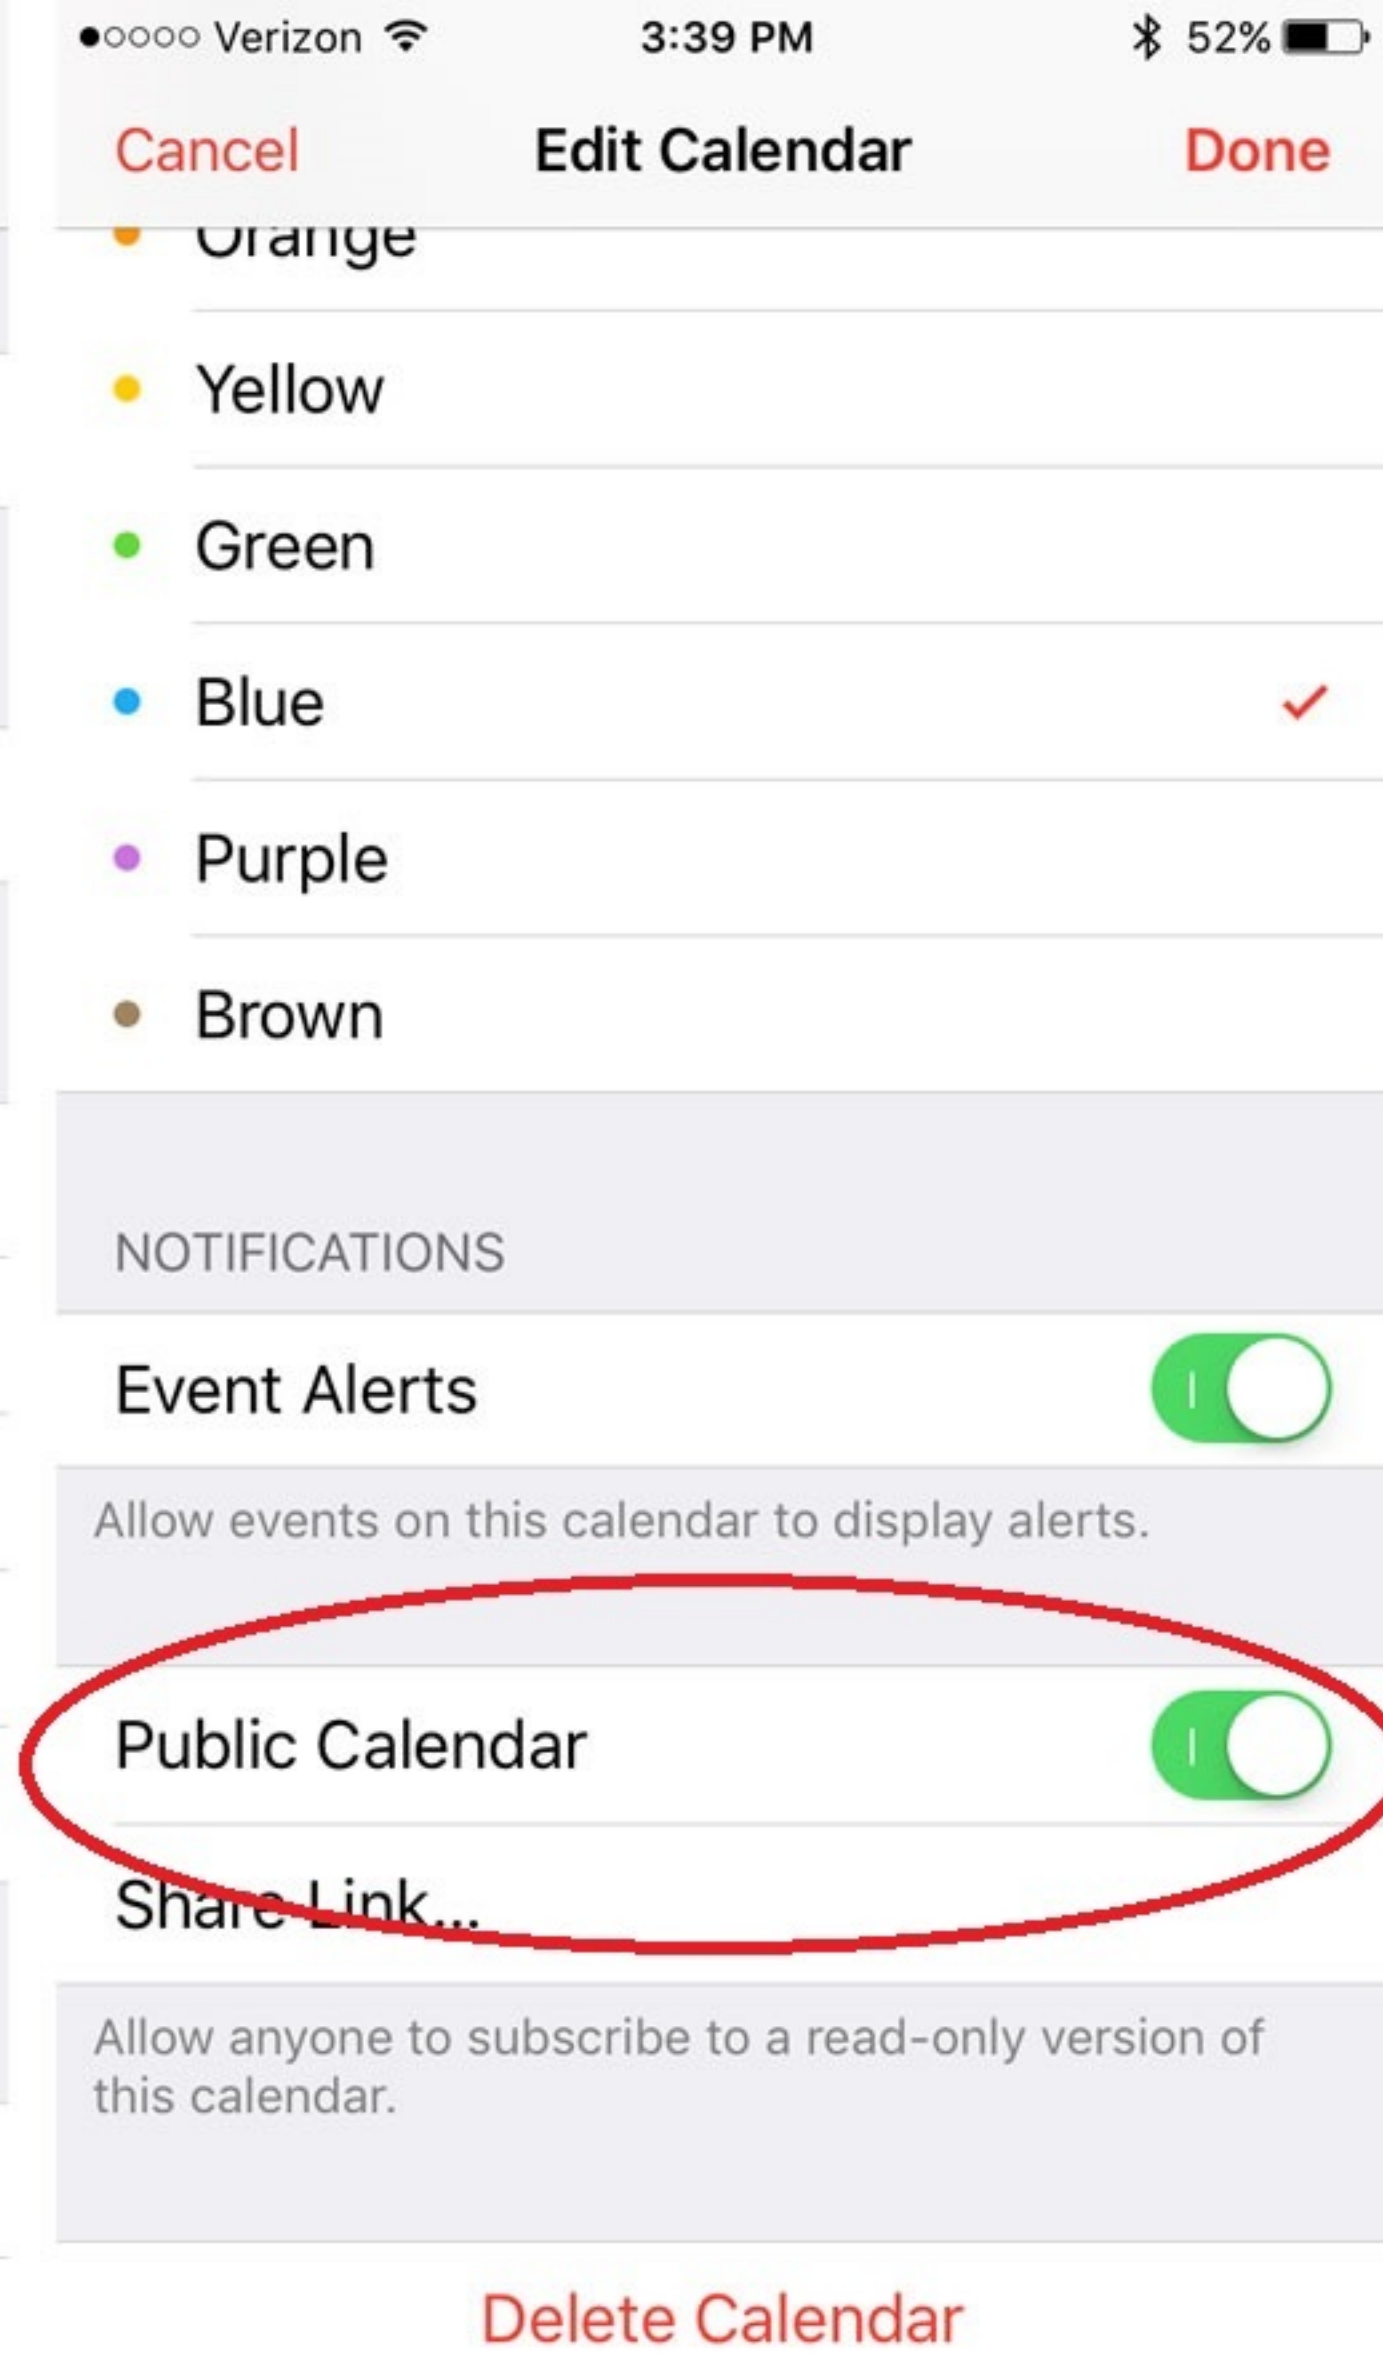 Verizon 3:39 PM 52%
Cancel Edit Calendar Done
Orange
Yellow
Green
Blue
Purple
Brown
NOTIFICATIONS
Event Alerts
Allow events on this calendar to display alerts.
Public Calendar
Share Link...
Allow anyone to subscribe to a read-only version of
this calendar.
Delete Calendar